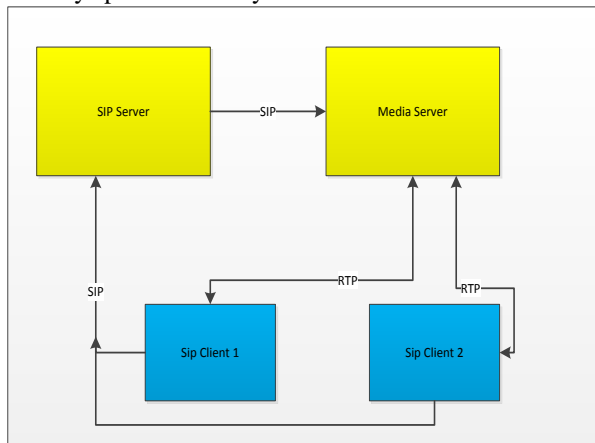 SIP Server
SIP
Media Server
RTP
RTP
SIP
Sip Client 1
Sip Client 2